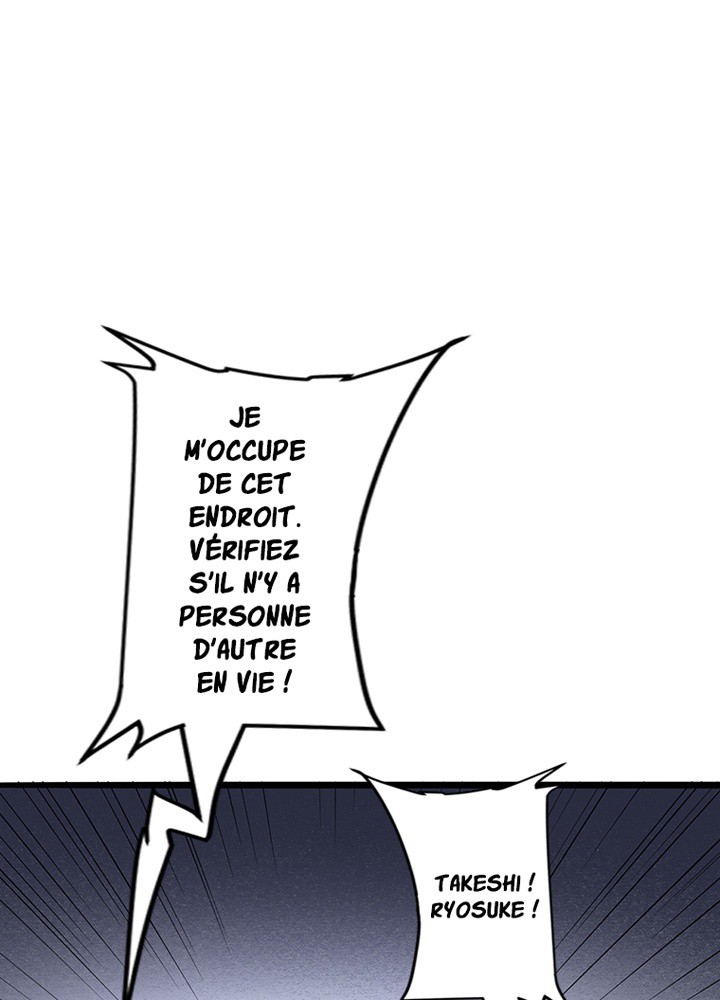 JE
M'OCCUPE
DE CET
ENDROIT.
VÉRIFIEZ
S'IL N'Y A
PERSONNE
D'AUTRE
EN VIE !
TAKESHI !
RYOSUKE !